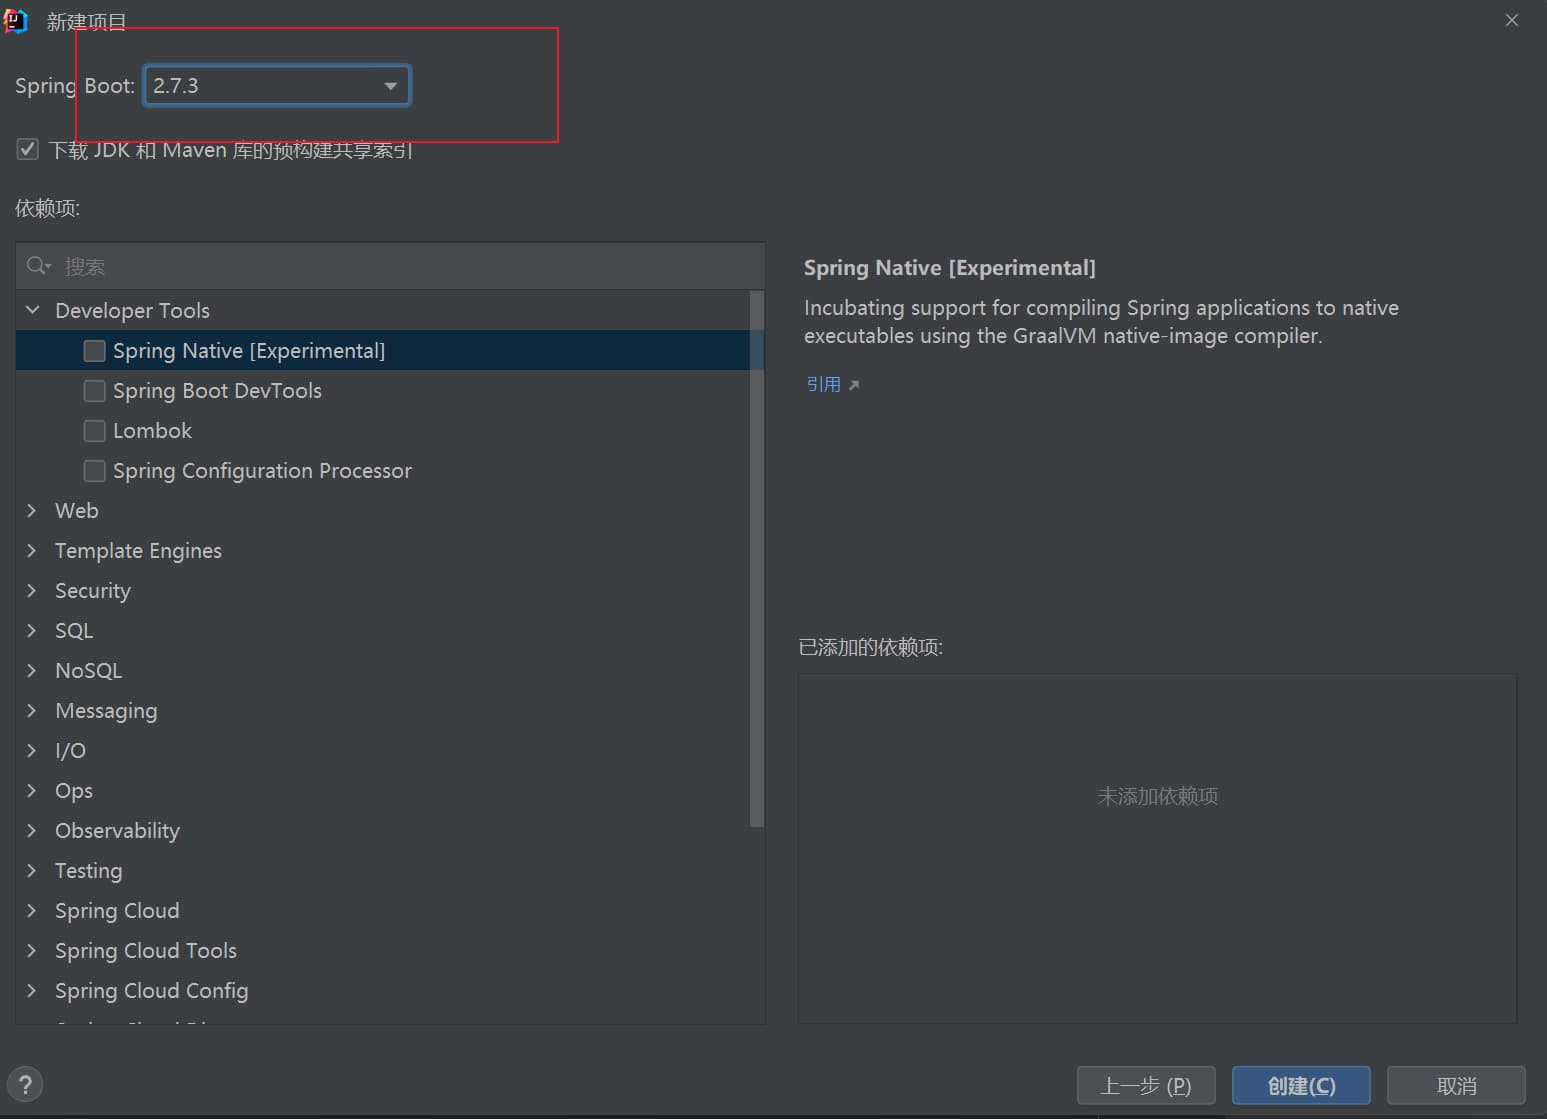 新建项目
Spring Boot: 2.7.3
下载 JDK 和 Maven 库的预构建共享索引
依赖项:
搜索
Developer Tools
Spring Native [Experimental]
Spring Boot DevTools
Lombok
Spring Configuration Processor
Web
Template Engines
Security
SQL
NoSQL
Messaging
I/O
Ops
Observability
Testing
Spring Cloud
Spring Cloud Tools
Spring Cloud Config
Spring Native [Experimental]
Incubating support for compiling Spring applications to native
executables using the GraalVM native-image compiler.
引用
已添加的依赖项:
未添加依赖项
?
上一步 (P)
创建(C)
取消